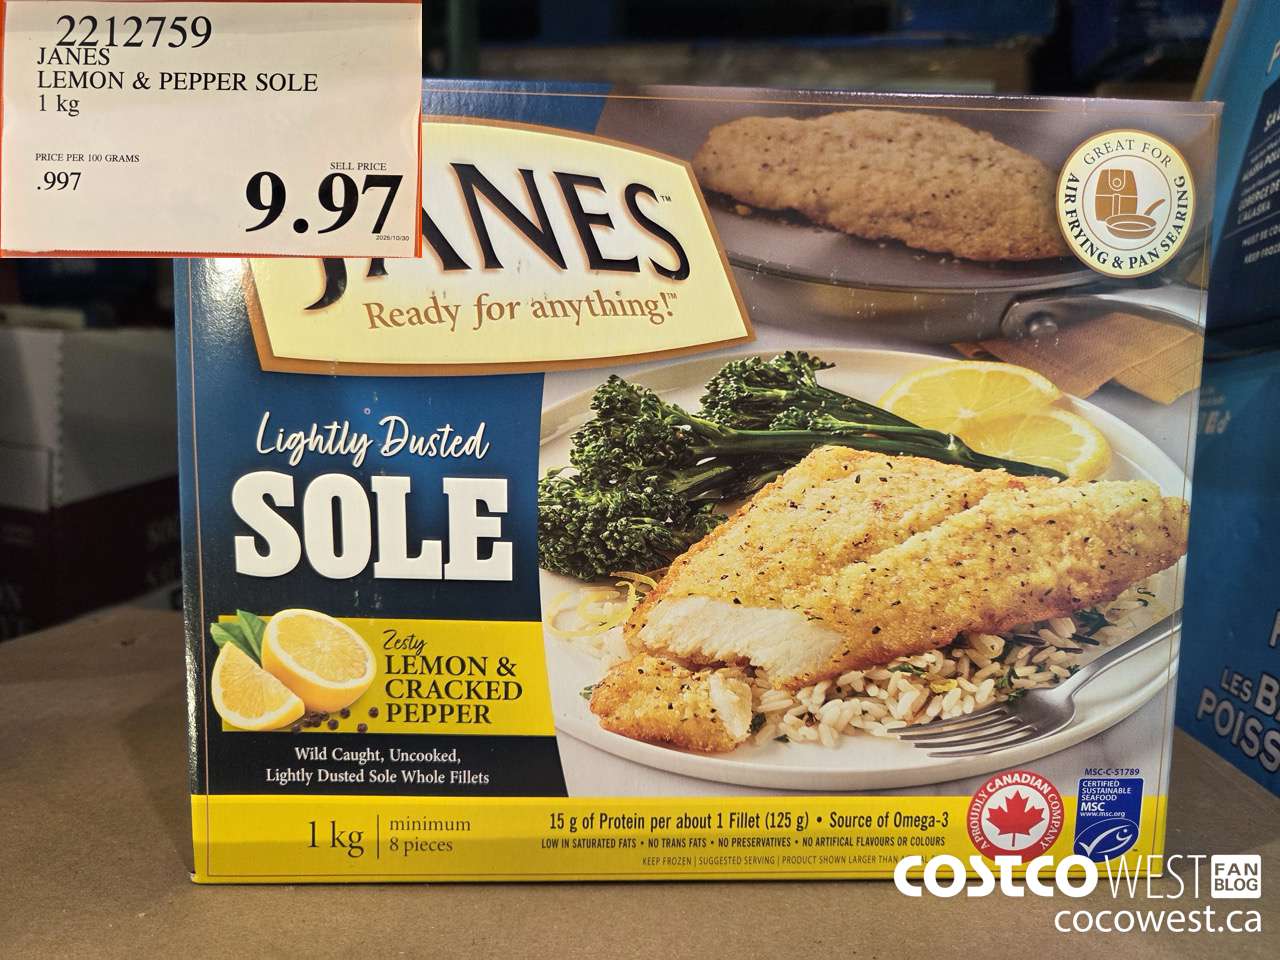 2212759
JANES
LEMON & PEPPER SOLE
1 kg
PRICE PER 100 GRAMS
.997
SELL PRICE
9.97
JANES™
Ready for anything!™
GREAT FOR
AIR FRYING & PAN SEARING
Lightly Dusted
SOLE
Zesty
LEMON &
CRACKED
PEPPER
Wild Caught, Uncooked,
Lightly Dusted Sole Whole Fillets
1 kg
minimum
8 pieces
15 g of Protein per about 1 Fillet (125 g) • Source of Omega-3
LOW IN SATURATED FATS • NO TRANS FATS • NO PRESERVATIVES • NO ARTIFICAL FLAVOURS OR COLOURS
KEEP FROZEN | SUGGESTED SERVING | PRODUCT SHOWN LARGER THAN
A PROUDLY CANADIAN COMPANY
MSC-C-51789
CERTIFIED
SUSTAINABLE
SEAFOOD
MSC
www.msc.org
LES
POISS
COSTCO WEST FAN BLOG
cocowest.ca